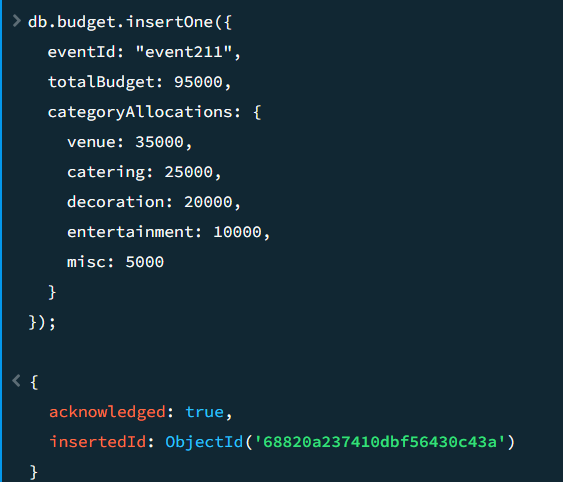 db.budget.insertOne({
eventId: "event211",
totalBudget: 95000,
categoryAllocations: {
venue: 35000,
catering: 25000,
decoration: 20000,
entertainment: 10000,
misc: 5000
}
});
{
acknowledged: true,
insertedId: ObjectId('68820a237410dbf56430c43a')
}